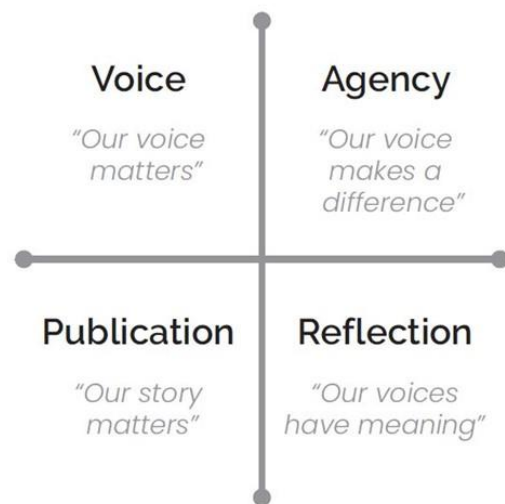 Voice
“Our voice
matters”
Agency
“Our voice
makes a
difference”
Publication
“Our story
matters”
Reflection
“Our voices
have meaning”